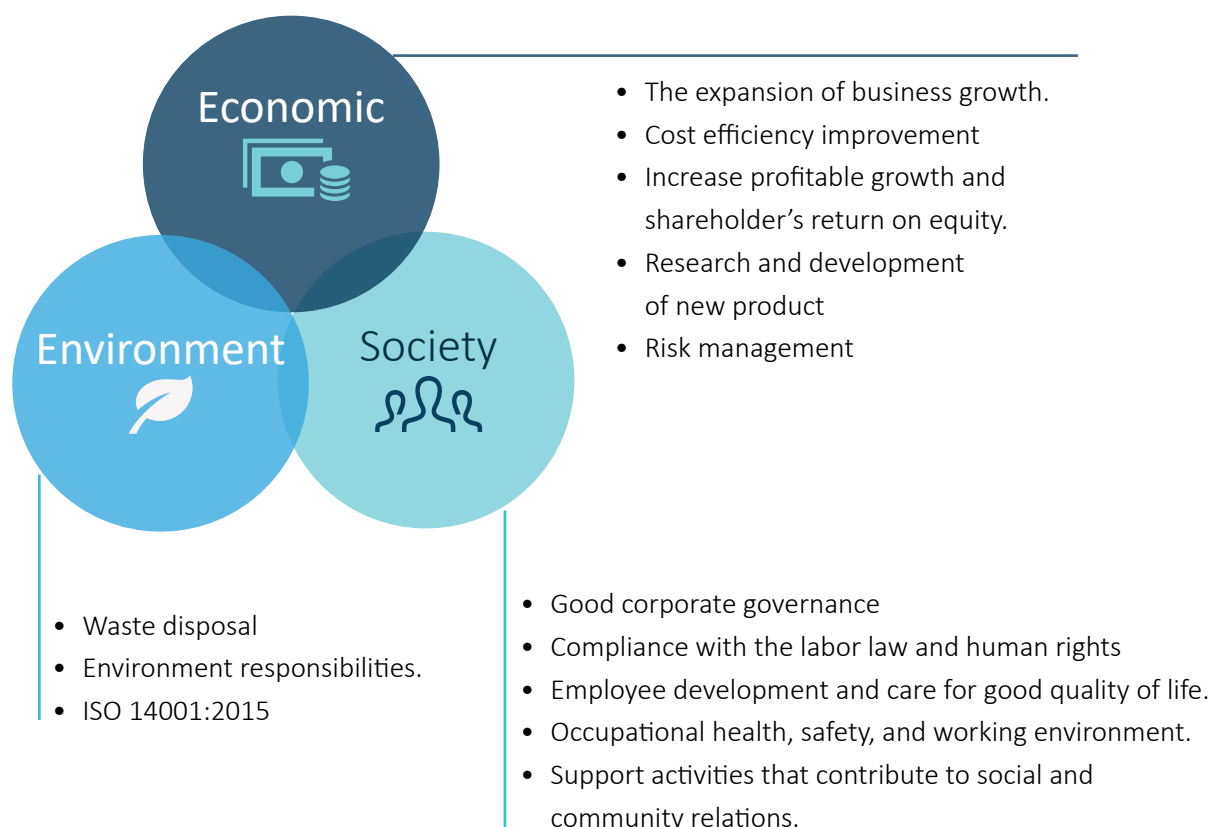 Economic
• The expansion of business growth.
• Cost efficiency improvement
• Increase profitable growth and
shareholder’s return on equity.
• Research and development
of new product
• Risk management
Environment
Society
• Waste disposal
• Environment responsibilities.
• ISO 14001:2015
• Good corporate governance
• Compliance with the labor law and human rights
• Employee development and care for good quality of life.
• Occupational health, safety, and working environment.
• Support activities that contribute to social and
community relations.